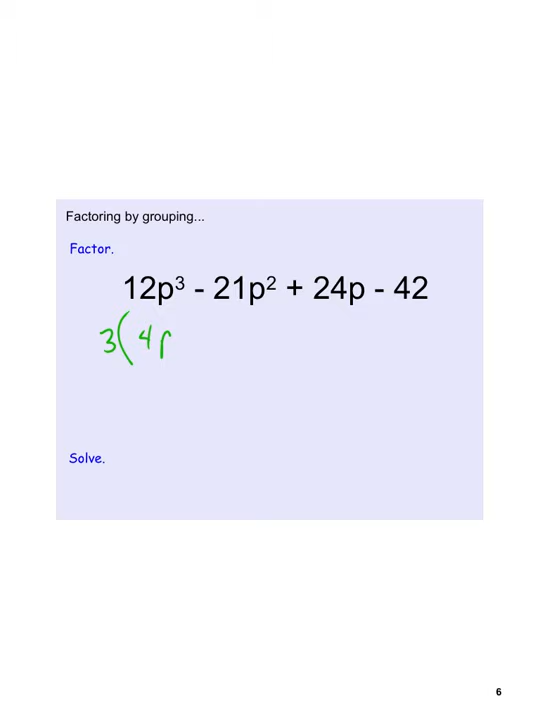 Factoring by grouping...
Factor.
12p³ - 21p² + 24p - 42
3(4p
Solve.
6